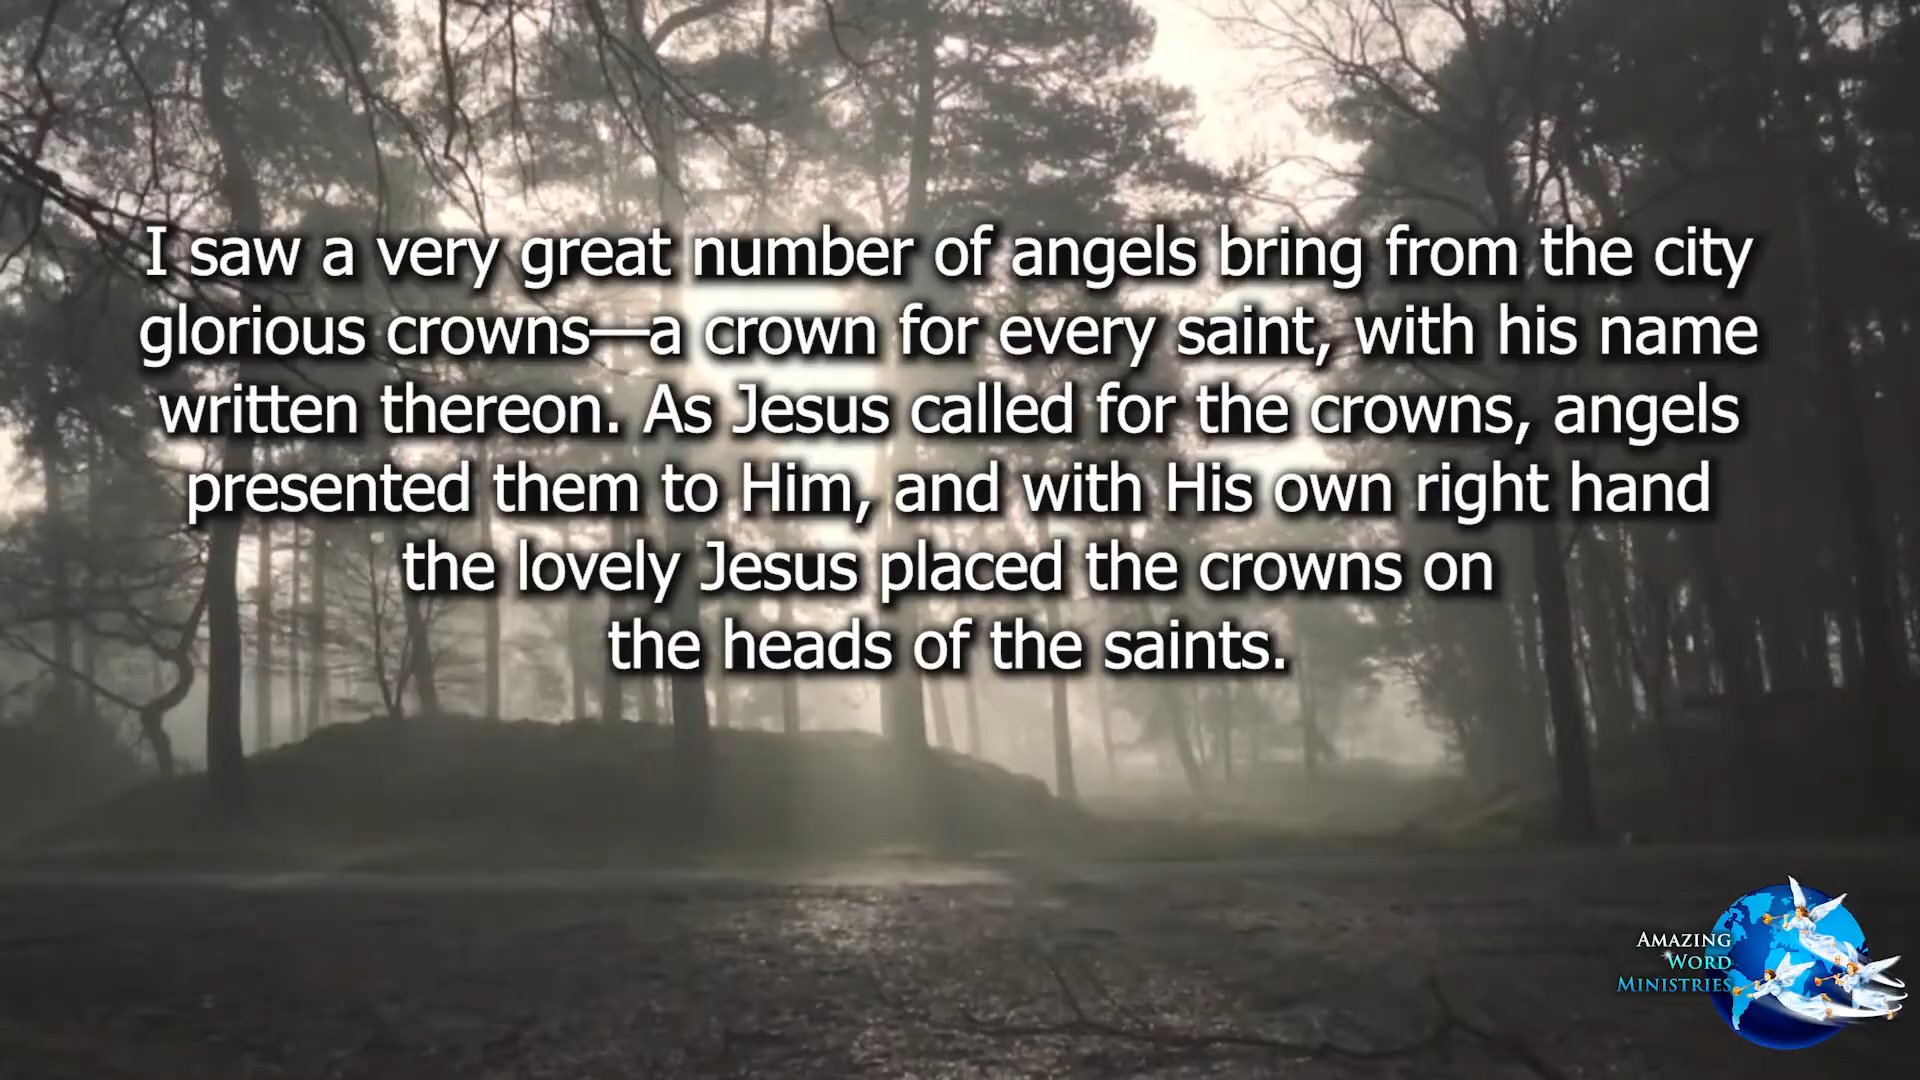 I saw a very great number of angels bring from the city
glorious crowns—a crown for every saint, with his name
written thereon. As Jesus called for the crowns, angels
presented them to Him, and with His own right hand
the lovely Jesus placed the crowns on
the heads of the saints.
AMAZING
WORD
MINISTRIES